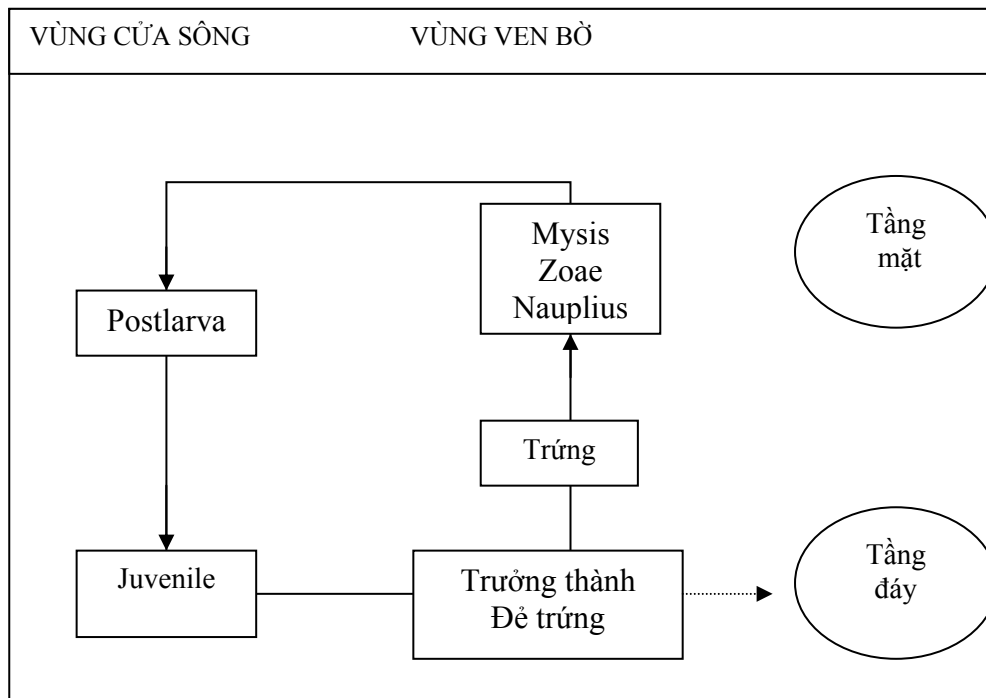 VÙNG CỬA SÔNG VÙNG VEN BỜ
Mysis
Zoae
Nauplius
Tầng
mặt
Postlarva
Trứng
Juvenile
Trưởng thành
Đẻ trứng
Tầng
đáy